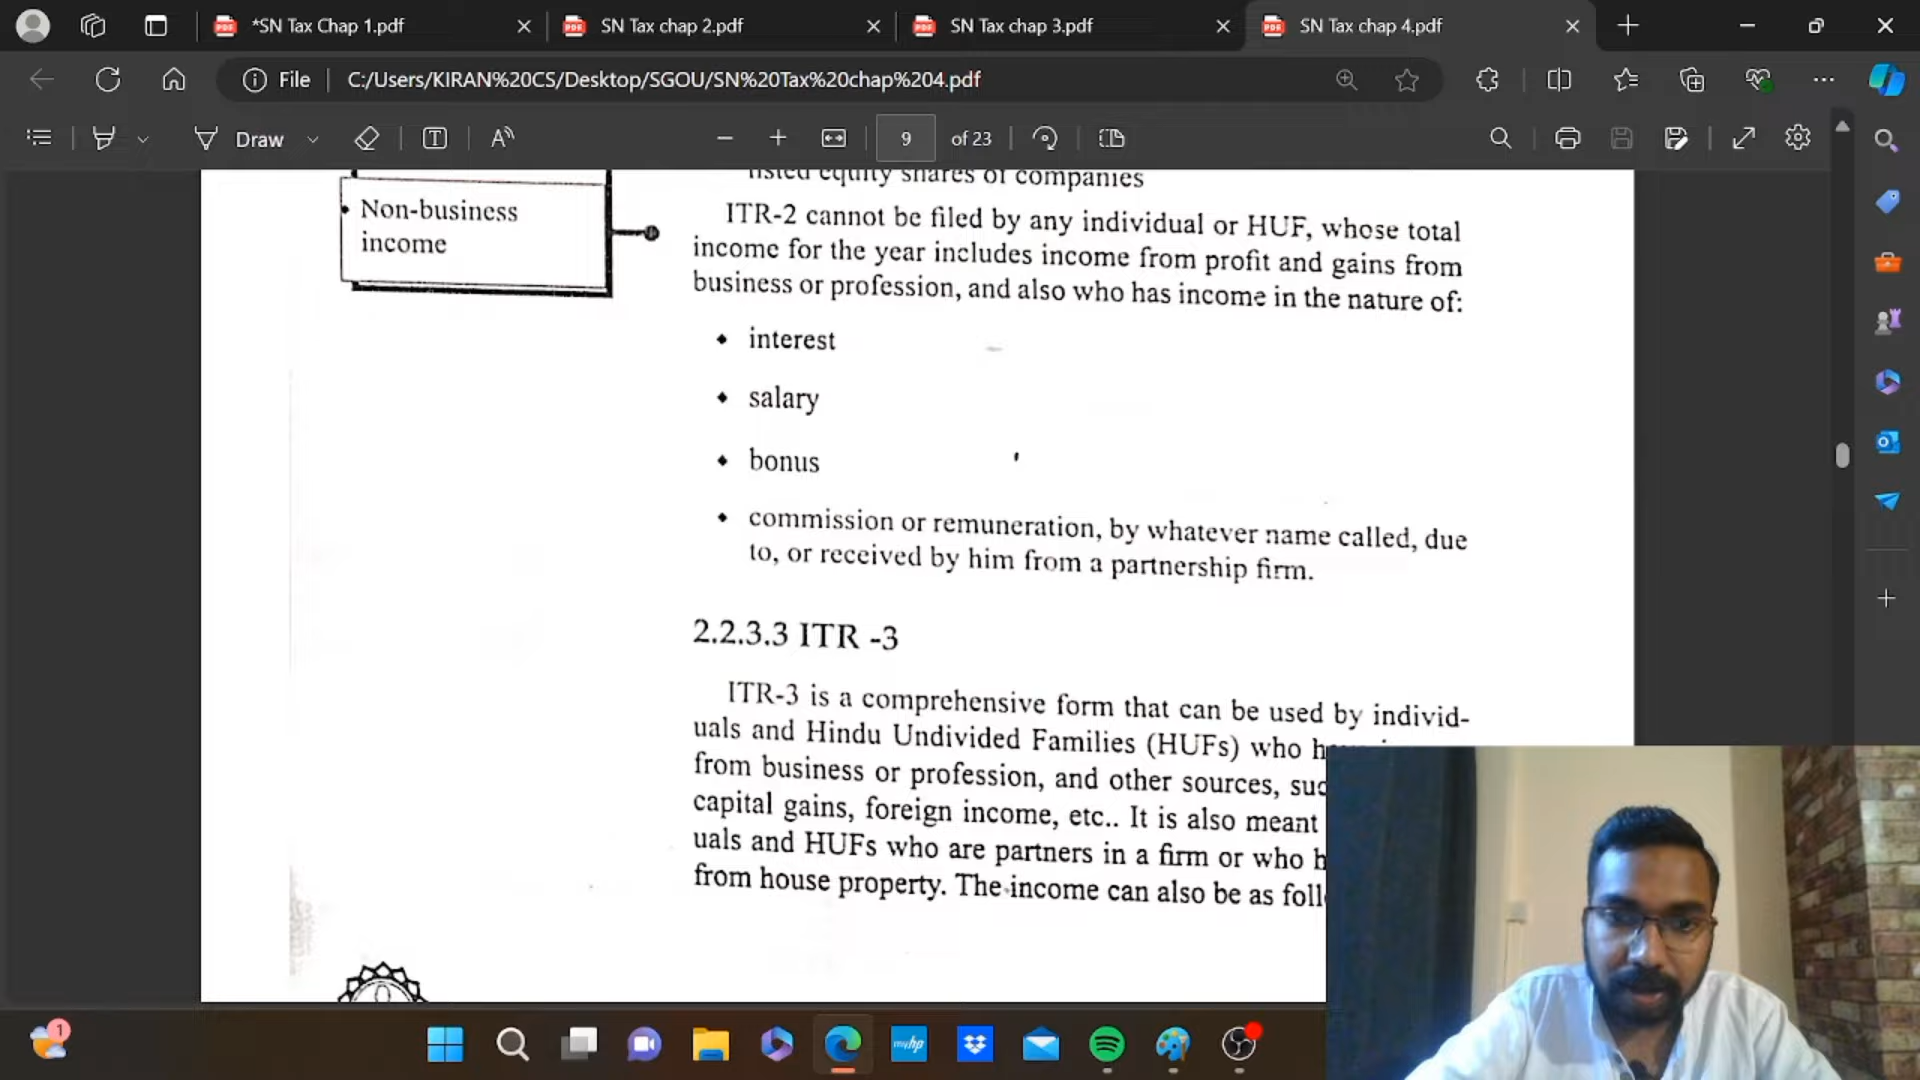 *SN Tax Chap 1.pdf
SN Tax chap 2.pdf
SN Tax chap 3.pdf
SN Tax chap 4.pdf
File
C:/Users/KIRAN%20CS/Desktop/SGOU/SN%20Tax%20chap%204.pdf
Draw
9
of 23
listed equity shares of companies
Non-business
income
ITR-2 cannot be filed by any individual or HUF, whose total
income for the year includes income from profit and gains from
business or profession, and also who has income in the nature of:
interest
salary
bonus
commission or remuneration, by whatever name called, due
to, or received by him from a partnership firm.
2.2.3.3 ITR -3
ITR-3 is a comprehensive form that can be used by individ-
uals and Hindu Undivided Families (HUFs) who
from business or profession, and other sources,
capital gains, foreign income, etc.. It is also meant
uals and HUFs who are partners in a firm or who
from house property. The income can also be as
1
myhp